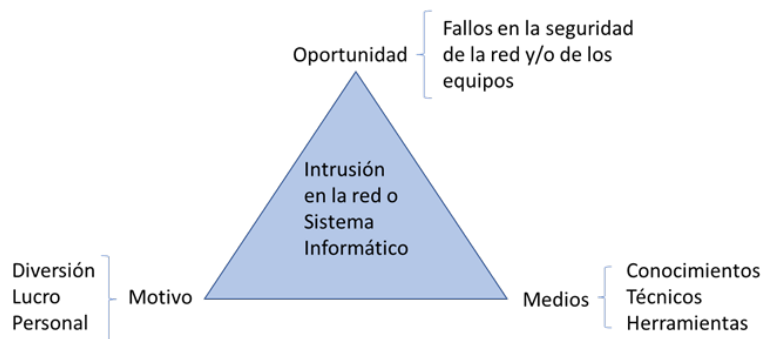 Oportunidad
Fallos en la seguridad
de la red y/o de los
equipos
Intrusión
en la red o
Sistema
Informático
Diversión
Lucro
Personal
Motivo
Medios
Conocimientos
Técnicos
Herramientas